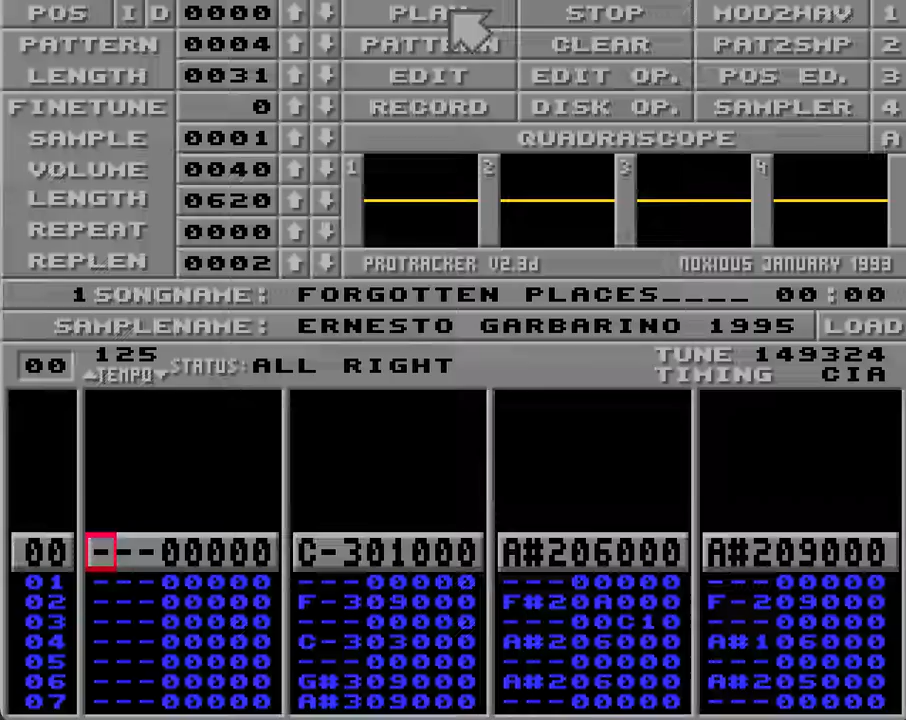 POS I D 0000 PLAY STOP MOD2WAV 1
PATTERN 0004 PATTERN CLEAR PAT2SMP 2
LENGTH 0031 EDIT EDIT OP. POS ED. 3
FINETUNE 0 RECORD DISK OP. SAMPLER 4
SAMPLE 0001 QUADRASCOPE A
VOLUME 0040 1 2 3 4
LENGTH 0620
REPEAT 0000
REPLEN 0002 PROTRACKER V2.3d NOXIOUS JANUARY 1993
1 SONGNAME: FORGOTTEN PLACES____ 00:00
SAMPLENAME: ERNESTO GARBARINO 1995 LOAD
00 125 TEMPO STATUS: ALL RIGHT TUNE 149324
TIMING CIA
00 ---00000 C-301000 A#206000 A#209000
01 ---00000 ---00000 ---00000 ---00000
02 ---00000 F-309000 F#20A000 F-209000
03 ---00000 ---00000 ---00C10 ---00000
04 ---00000 C-303000 A#206000 A#106000
05 ---00000 ---00000 ---00000 ---00000
06 ---00000 G#309000 A#206000 A#205000
07 ---00000 A#309000 ---00000 ---00000